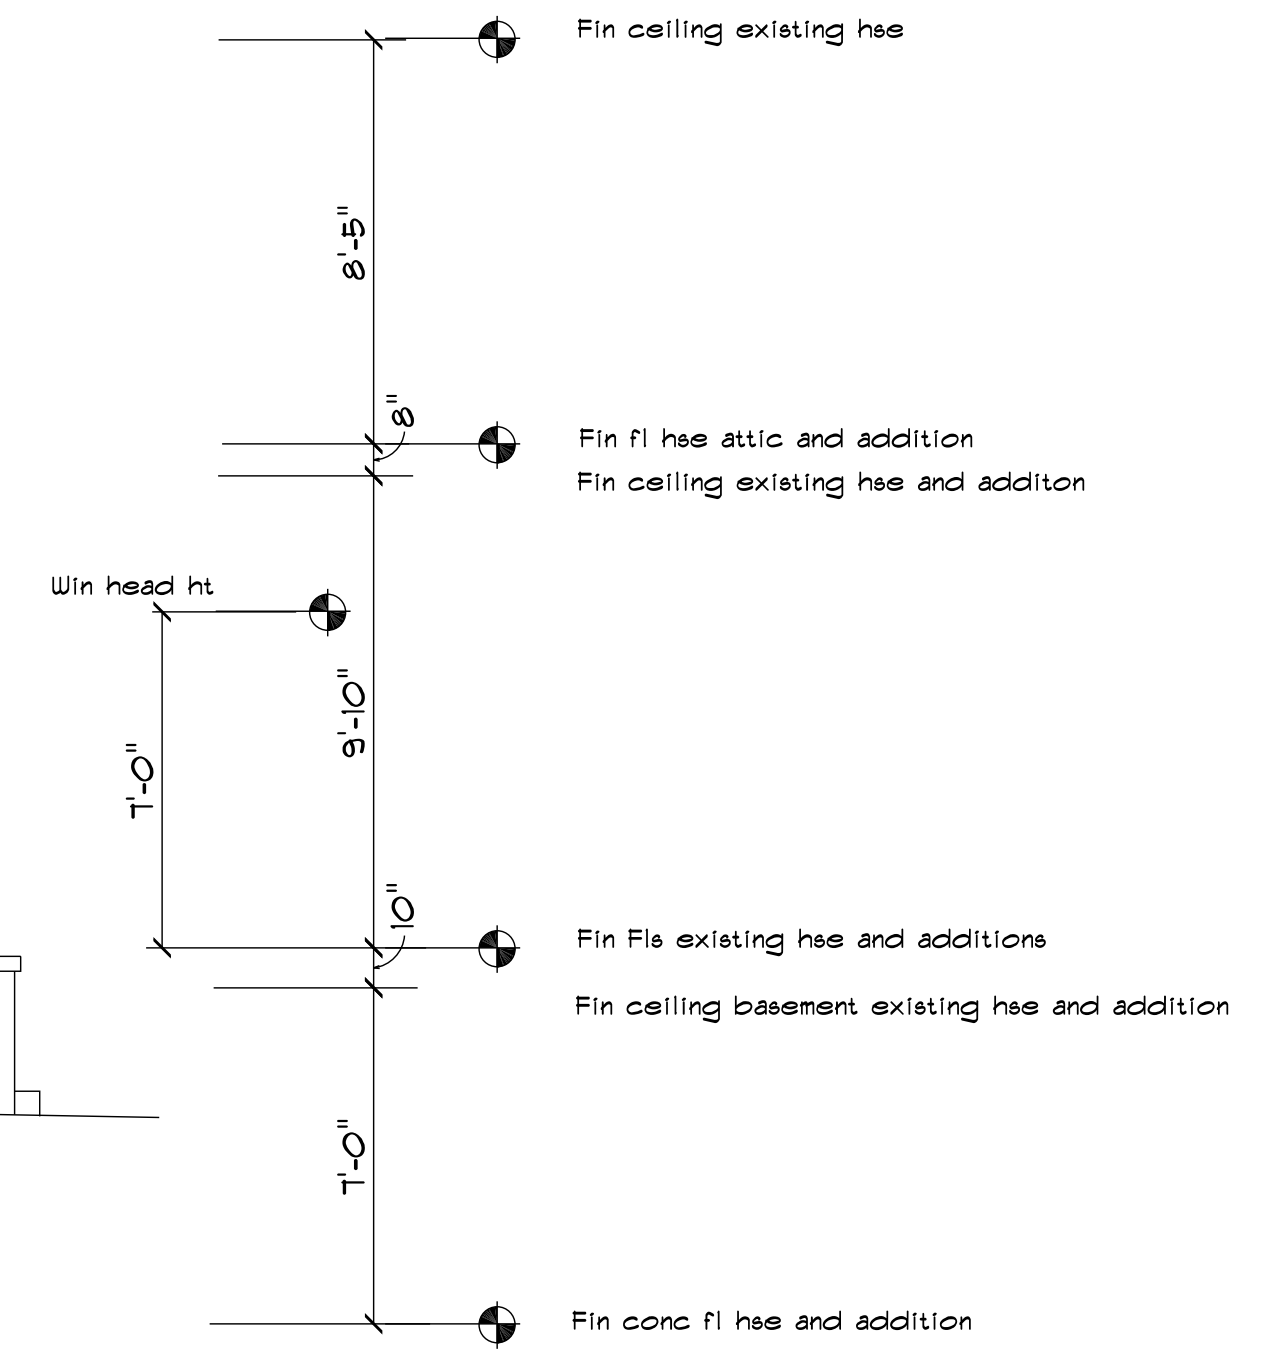 Fin ceiling existing hse
8'-5"
8"
Fin fl hse attic and addition
Fin ceiling existing hse and additon
Win head ht
9'-10"
7'-0"
10"
Fin Fls existing hse and additions
Fin ceiling basement existing hse and addition
7'-0"
Fin conc fl hse and addition